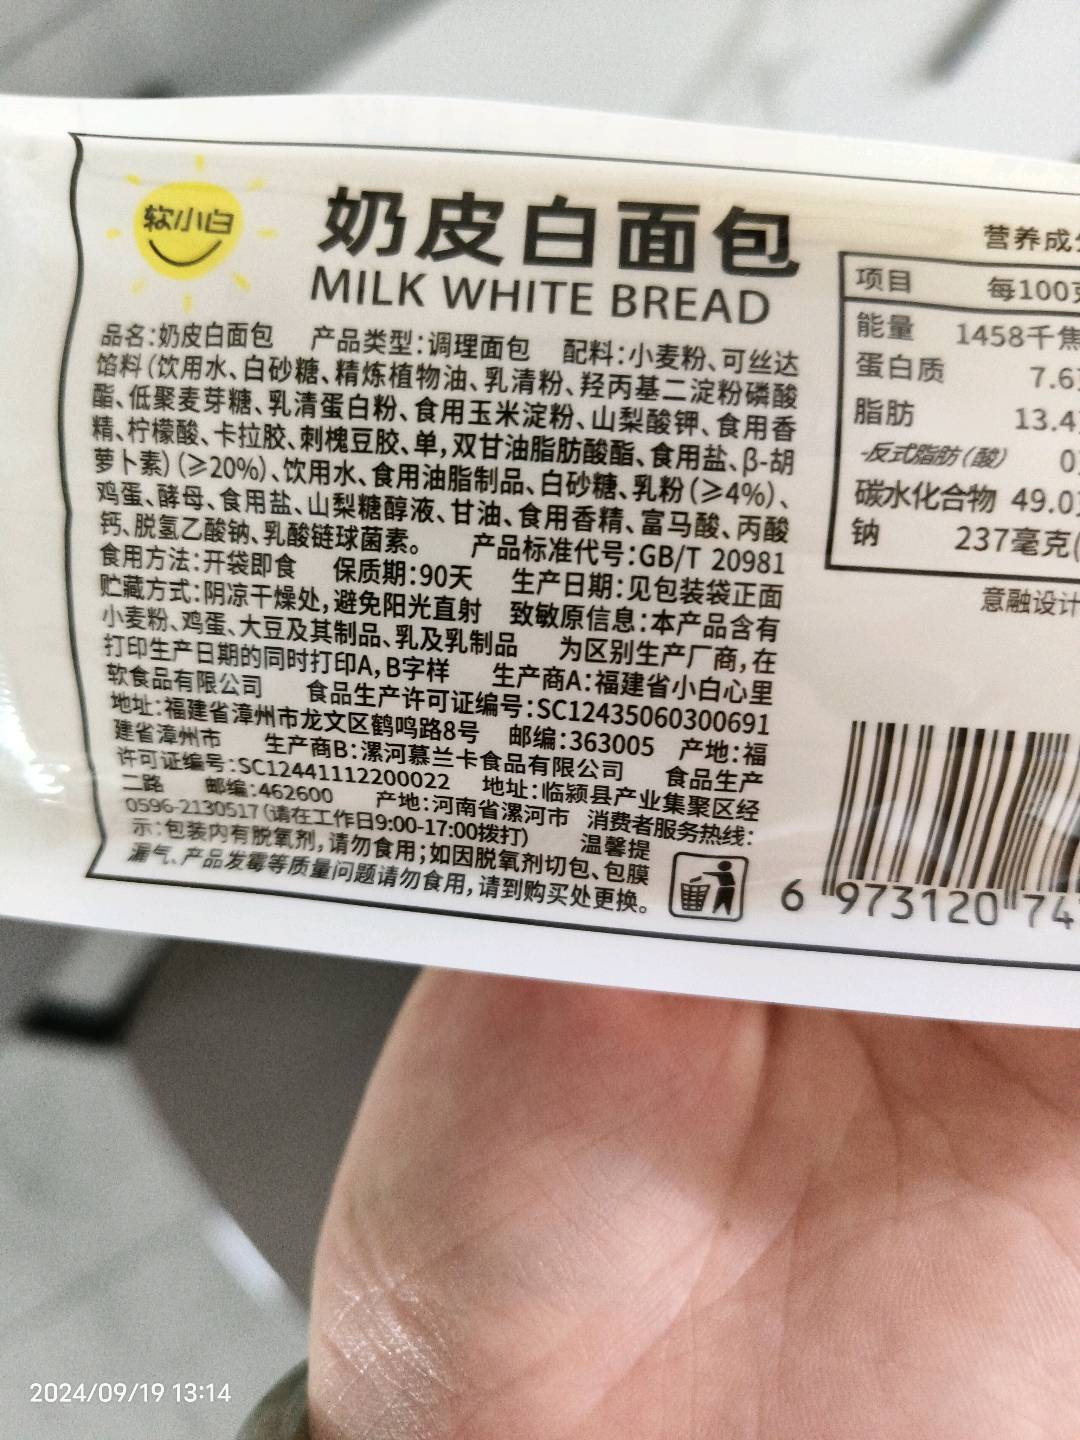 软小白
奶皮白面包
MILK WHITE BREAD
品名:奶皮白面包 产品类型:调理面包 配料:小麦粉、可丝达
馅料(饮用水、白砂糖、精炼植物油、乳清粉、羟丙基二淀粉磷酸
酯、低聚麦芽糖、乳清蛋白粉、食用玉米淀粉、山梨酸钾、食用香
精、柠檬酸、卡拉胶、刺槐豆胶、单,双甘油脂肪酸酯、食用盐、β-胡
萝卜素)(≥20%)、饮用水、食用油脂制品、白砂糖、乳粉(≥4%)、
鸡蛋、酵母、食用盐、山梨糖醇液、甘油、食用香精、富马酸、丙酸
钙、脱氢乙酸钠、乳酸链球菌素。 产品标准代号:GB/T 20981
食用方法:开袋即食 保质期:90天 生产日期:见包装袋正面
贮藏方式:阴凉干燥处,避免阳光直射 致敏原信息:本产品含有
小麦粉、鸡蛋、大豆及其制品、乳及乳制品 为区别生产厂商,在
打印生产日期的同时打印A,B字样 生产商A:福建省小白心里
软食品有限公司 食品生产许可证编号:SC12435060300691
地址:福建省漳州市龙文区鹤鸣路8号 邮编:363005 产地:福
建省漳州市 生产商B:漯河慕兰卡食品有限公司 食品生产
许可证编号:SC12441112200022 地址:临颍县产业集聚区经
二路 邮编:462600 产地:河南省漯河市 消费者服务热线:
0596-2130517(请在工作日9:00-17:00拨打) 温馨提
示:包装内有脱氧剂,请勿食用;如因脱氧剂切包、包膜
漏气、产品发霉等质量问题请勿食用,请到购买处更换。
营养成
项目 每100
能量 1458千焦
蛋白质 7.6
脂肪 13.4
-反式脂肪(酸) 0
碳水化合物 49.0
钠 237毫克(
意融设计
6 973120 74
2024/09/19 13:14